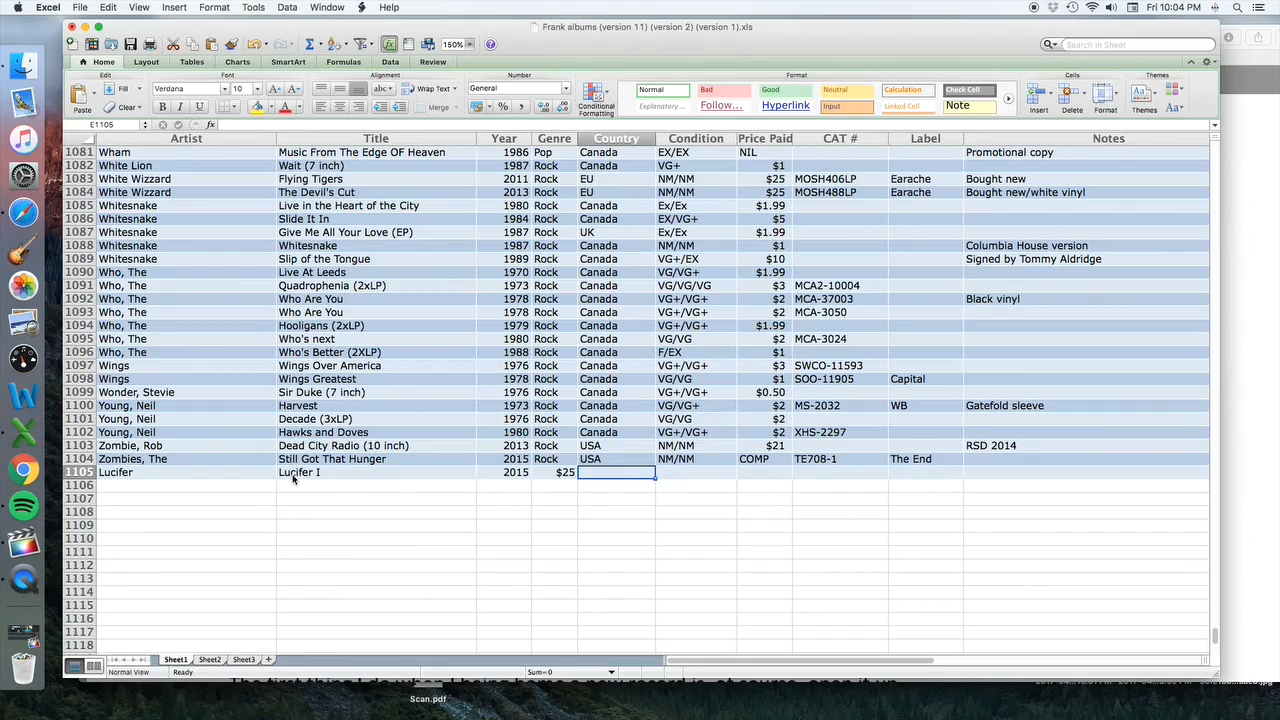 Excel File Edit View Insert Format Tools Data Window Help Fri 10:04 PM
Frank albums (version 11) (version 2) (version 1).xls
150% Search in Sheet
Home Layout Tables Charts SmartArt Formulas Data Review
Edit Font Alignment Number Format Cells Themes
Fill Verdana 10 Wrap Text General Normal Bad Good Neutral Calculation Check Cell
Paste Clear B I U A Merge % Conditional Formatting Explanatory ... Follow... Hyperlink Input Linked Cell Note Insert Delete Format Themes Aa
E1105 fx
Artist Title Year Genre Country Condition Price Paid CAT # Label Notes
1081 Wham Music From The Edge OF Heaven 1986 Pop Canada EX/EX NIL Promotional copy
1082 White Lion Wait (7 inch) 1987 Rock Canada VG+ $1
1083 White Wizzard Flying Tigers 2011 Rock EU NM/NM $25 MOSH406LP Earache Bought new
1084 White Wizzard The Devil's Cut 2013 Rock EU NM/NM $25 MOSH488LP Earache Bought new/white vinyl
1085 Whitesnake Live in the Heart of the City 1980 Rock Canada Ex/Ex $1.99
1086 Whitesnake Slide It In 1984 Rock Canada EX/VG+ $5
1087 Whitesnake Give Me All Your Love (EP) 1987 Rock UK Ex/Ex $1.99
1088 Whitesnake Whitesnake 1987 Rock Canada NM/NM $1 Columbia House version
1089 Whitesnake Slip of the Tongue 1989 Rock Canada VG+/EX $10 Signed by Tommy Aldridge
1090 Who, The Live At Leeds 1970 Rock Canada VG/VG+ $1.99
1091 Who, The Quadrophenia (2xLP) 1973 Rock Canada VG/VG/VG $3 MCA2-10004
1092 Who, The Who Are You 1978 Rock Canada VG+/VG+ $2 MCA-37003 Black vinyl
1093 Who, The Who Are You 1978 Rock Canada VG+/VG+ $2 MCA-3050
1094 Who, The Hooligans (2xLP) 1979 Rock Canada VG+/VG+ $1.99
1095 Who, The Who's next 1980 Rock Canada VG/VG $2 MCA-3024
1096 Who, The Who's Better (2XLP) 1988 Rock Canada F/EX $1
1097 Wings Wings Over America 1976 Rock Canada VG+/VG+ $3 SWCO-11593
1098 Wings Wings Greatest 1978 Rock Canada VG/VG $1 SOO-11905 Capital
1099 Wonder, Stevie Sir Duke (7 inch) 1976 Rock Canada VG+/VG+ $0.50
1100 Young, Neil Harvest 1973 Rock Canada VG/VG+ $2 MS-2032 WB Gatefold sleeve
1101 Young, Neil Decade (3xLP) 1976 Rock Canada VG/VG $2
1102 Young, Neil Hawks and Doves 1980 Rock Canada VG+/VG+ $2 XHS-2297
1103 Zombie, Rob Dead City Radio (10 inch) 2013 Rock USA NM/NM $21 RSD 2014
1104 Zombies, The Still Got That Hunger 2015 Rock USA NM/NM COMP TE708-1 The End
1105 Lucifer Lucifer I 2015 $25
1106
1107
1108
1109
1110
1111
1112
1113
1114
1115
1116
1117
1118
Sheet1 Sheet2 Sheet3
Normal View Ready Sum=0
Scan.pdf